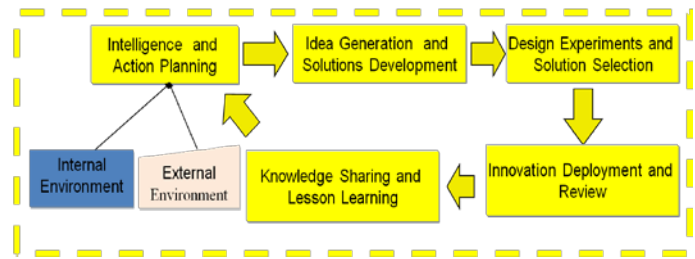 Intelligence and
Action Planning
Idea Generation and
Solutions Development
Design Experiments and
Solution Selection
Internal
Environment
External
Environment
Knowledge Sharing and
Lesson Learning
Innovation Deployment and
Review